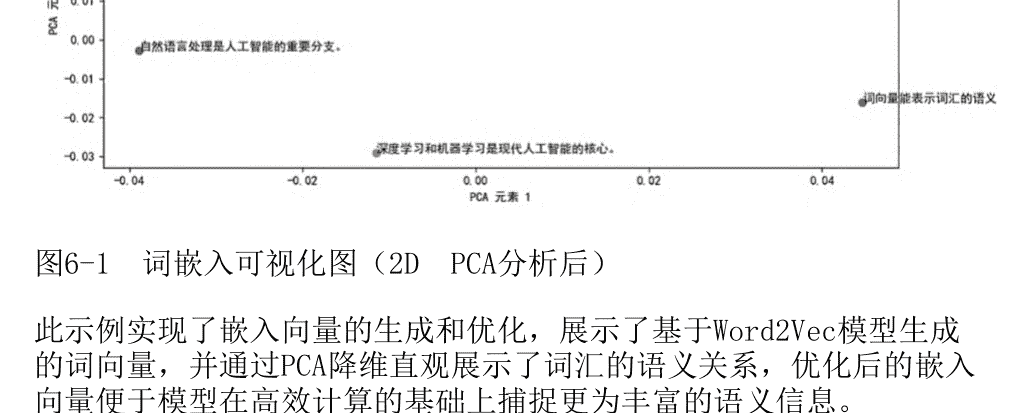 0.01
PCA 元
0.00
自然语言处理是人工智能的重要分支。
-0.01
词向量能表示词汇的语义
-0.02
-0.03
深度学习和机器学习是现代人工智能的核心。
-0.04
-0.02
0.00
0.02
0.04
PCA 元素 1
图6-1 词嵌入可视化图（2D PCA分析后）
此示例实现了嵌入向量的生成和优化，展示了基于Word2Vec模型生成
的词向量，并通过PCA降维直观展示了词汇的语义关系，优化后的嵌入
向量便于模型在高效计算的基础上捕捉更为丰富的语义信息。